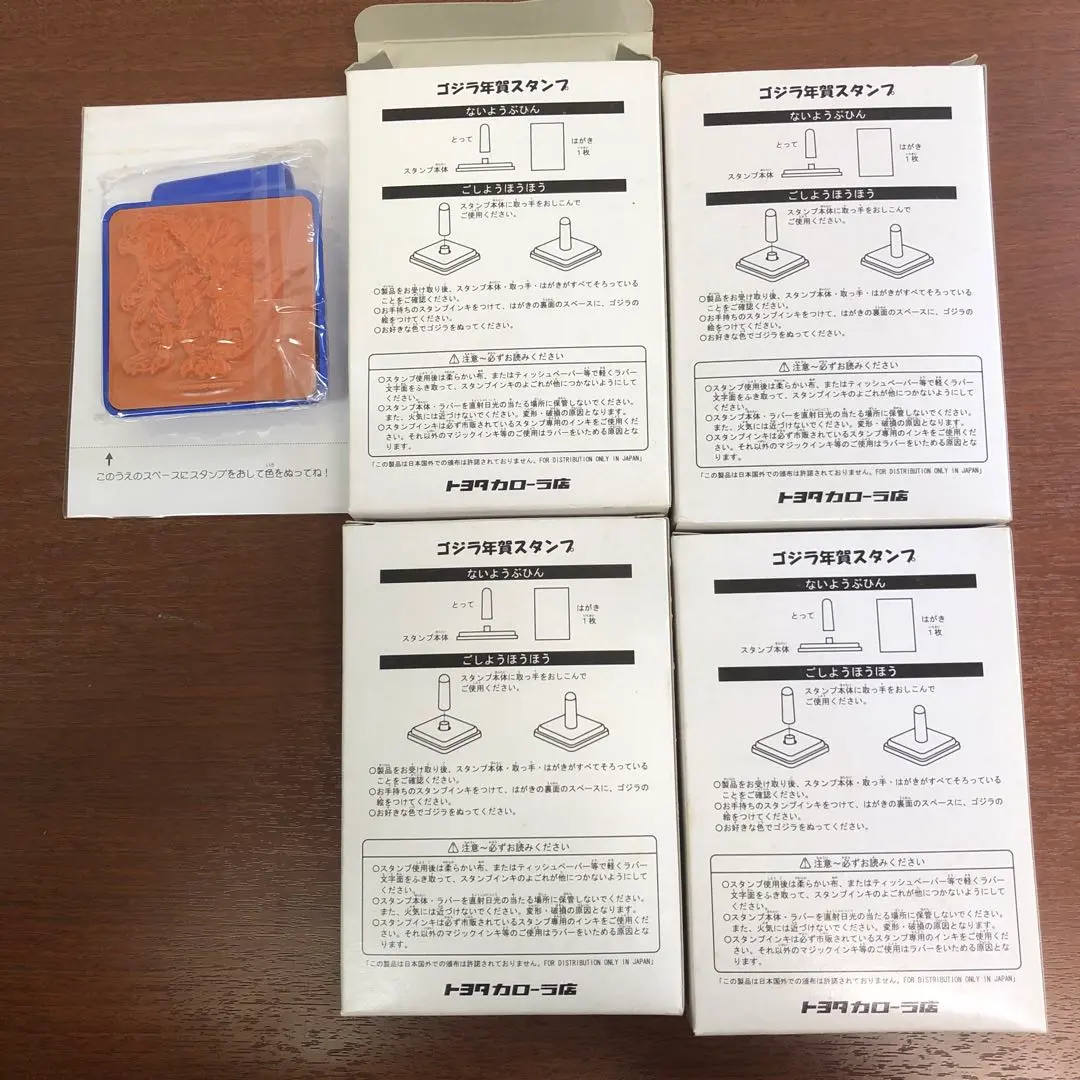 このうえのスペースにスタンプをおして色をぬってね！
ゴジラ年賀スタンプ
ないようぶひん
とって
はがき
1枚
スタンプ本体
ごしようほうほう
スタンプ本体に取っ手をおしこんで
ご使用ください。
○製品をお受け取り後、スタンプ本体・取っ手・はがきがすべてそろっている
ことをご確認ください。
○お手持ちのスタンプインキをつけて、はがきの裏面のスペースに、ゴジラの
絵をつけてください。
○お好きな色でゴジラをぬってください。
⚠注意～必ずお読みください
○スタンプ使用後は柔らかい布、またはティッシュペーパー等で軽くラバー
文字面をふき取って、スタンプインキのよごれが他につかないようにして
ください。
○スタンプ本体・ラバーを直射日光の当たる場所に保管しないでください。
また、火気には近づけないでください。変形・破損の原因となります。
○スタンプインキは必ず市販されているスタンプ専用のインキをご使用くだ
さい。それ以外のマジックインキ等のご使用はラバーをいためる原因とな
ります。
「この製品は日本国外での頒布は許諾されておりません。FOR DISTRIBUTION ONLY IN JAPAN」
トヨタカローラ店
ゴジラ年賀スタンプ
ないようぶひん
とって
はがき
1枚
スタンプ本体
ごしようほうほう
スタンプ本体に取っ手をおしこんで
ご使用ください。
○製品をお受け取り後、スタンプ本体・取っ手・はがきがすべてそろっている
ことをご確認ください。
○お手持ちのスタンプインキをつけて、はがきの裏面のスペースに、ゴジラの
絵をつけてください。
○お好きな色でゴジラをぬってください。
⚠注意～必ずお読みください
○スタンプ使用後は柔らかい布、またはティッシュペーパー等で軽くラバー
文字面をふき取って、スタンプインキのよごれが他につかないようにして
ください。
○スタンプ本体・ラバーを直射日光の当たる場所に保管しないでください。
また、火気には近づけないでください。変形・破損の原因となります。
○スタンプインキは必ず市販されているスタンプ専用のインキをご使用くだ
さい。それ以外のマジックインキ等のご使用はラバーをいためる原因とな
ります。
「この製品は日本国外での頒布は許諾されておりません。FOR DISTRIBUTION ONLY IN JAPAN」
トヨタカローラ店
ゴジラ年賀スタンプ
ないようぶひん
とって
はがき
1枚
スタンプ本体
ごしようほうほう
スタンプ本体に取っ手をおしこんで
ご使用ください。
○製品をお受け取り後、スタンプ本体・取っ手・はがきがすべてそろっている
ことをご確認ください。
○お手持ちのスタンプインキをつけて、はがきの裏面のスペースに、ゴジラの
絵をつけてください。
○お好きな色でゴジラをぬってください。
⚠注意～必ずお読みください
○スタンプ使用後は柔らかい布、またはティッシュペーパー等で軽くラバー
文字面をふき取って、スタンプインキのよごれが他につかないようにして
ください。
○スタンプ本体・ラバーを直射日光の当たる場所に保管しないでください。
また、火気には近づけないでください。変形・破損の原因となります。
○スタンプインキは必ず市販されているスタンプ専用のインキをご使用くだ
さい。それ以外のマジックインキ等のご使用はラバーをいためる原因とな
ります。
「この製品は日本国外での頒布は許諾されておりません。FOR DISTRIBUTION ONLY IN JAPAN」
トヨタカローラ店
ゴジラ年賀スタンプ
ないようぶひん
とって
はがき
1枚
スタンプ本体
ごしようほうほう
スタンプ本体に取っ手をおしこんで
ご使用ください。
○製品をお受け取り後、スタンプ本体・取っ手・はがきがすべてそろっている
ことをご確認ください。
○お手持ちのスタンプインキをつけて、はがきの裏面のスペースに、ゴジラの
絵をつけてください。
○お好きな色でゴジラをぬってください。
⚠注意～必ずお読みください
○スタンプ使用後は柔らかい布、またはティッシュペーパー等で軽くラバー
文字面をふき取って、スタンプインキのよごれが他につかないようにして
ください。
○スタンプ本体・ラバーを直射日光の当たる場所に保管しないでください。
また、火気には近づけないでください。変形・破損の原因となります。
○スタンプインキは必ず市販されているスタンプ専用のインキをご使用くだ
さい。それ以外のマジックインキ等のご使用はラバーをいためる原因とな
ります。
「この製品は日本国外での頒布は許諾されておりません。FOR DISTRIBUTION ONLY IN JAPAN」
トヨタカローラ店